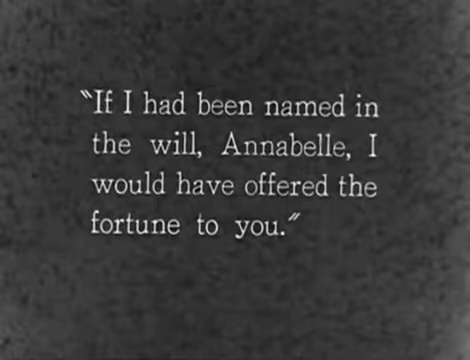 "If I had been named in
the will, Annabelle, I
would have offered the
fortune to you."